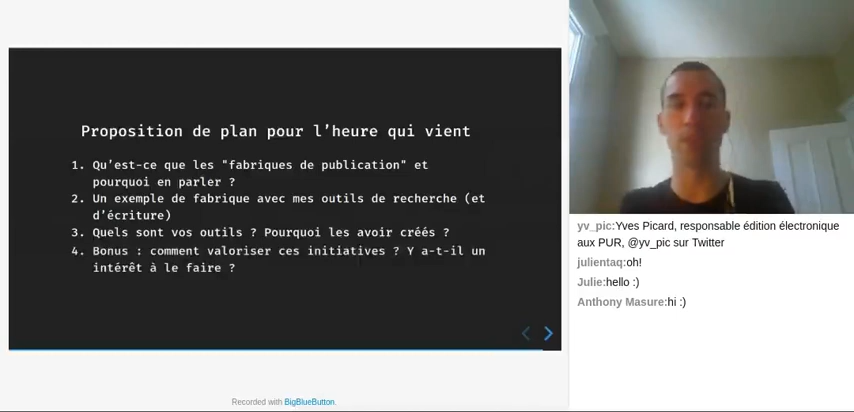 Proposition de plan pour l'heure qui vient
1. Qu'est-ce que les "fabriques de publication" et
pourquoi en parler ?
2. Un exemple de fabrique avec mes outils de recherche (et
d'écriture)
3. Quels sont vos outils ? Pourquoi les avoir créés ?
4. Bonus : comment valoriser ces initiatives ? Y a-t-il un
intérêt à le faire ?
Recorded with BigBlueButton.
yv_pic:Yves Picard, responsable édition électronique
aux PUR, @yv_pic sur Twitter
julientaq:oh!
Julie:hello :)
Anthony Masure:hi :)